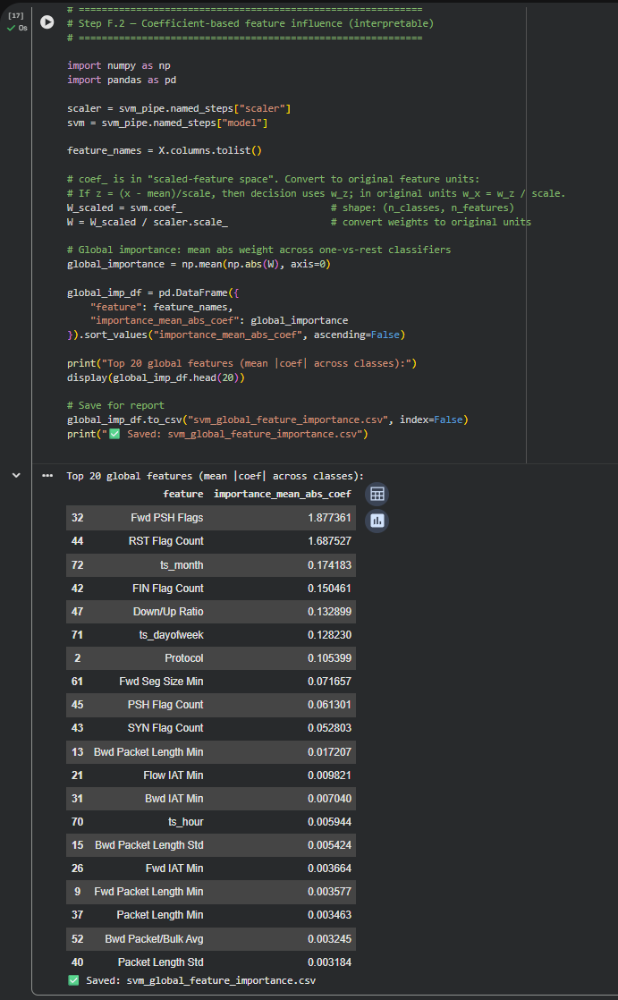 [17]
0s
# ===========================================================
# Step F.2 — Coefficient-based feature influence (interpretable)
# ===========================================================
import numpy as np
import pandas as pd
scaler = svm_pipe.named_steps["scaler"]
svm = svm_pipe.named_steps["model"]
feature_names = X.columns.tolist()
# coef_ is in "scaled-feature space". Convert to original feature units:
# If z = (x - mean)/scale, then decision uses w_z; in original units w_x = w_z / scale.
W_scaled = svm.coef_ # shape: (n_classes, n_features)
W = W_scaled / scaler.scale_ # convert weights to original units
# Global importance: mean abs weight across one-vs-rest classifiers
global_importance = np.mean(np.abs(W), axis=0)
global_imp_df = pd.DataFrame({
"feature": feature_names,
"importance_mean_abs_coef": global_importance
}).sort_values("importance_mean_abs_coef", ascending=False)
print("Top 20 global features (mean |coef| across classes):")
display(global_imp_df.head(20))
# Save for report
global_imp_df.to_csv("svm_global_feature_importance.csv", index=False)
print("✅ Saved: svm_global_feature_importance.csv")
Top 20 global features (mean |coef| across classes):
feature importance_mean_abs_coef
32 Fwd PSH Flags 1.877361
44 RST Flag Count 1.687527
72 ts_month 0.174183
42 FIN Flag Count 0.150461
47 Down/Up Ratio 0.132899
71 ts_dayofweek 0.128230
2 Protocol 0.105399
61 Fwd Seg Size Min 0.071657
45 PSH Flag Count 0.061301
43 SYN Flag Count 0.052803
13 Bwd Packet Length Min 0.017207
21 Flow IAT Min 0.009821
31 Bwd IAT Min 0.007040
70 ts_hour 0.005944
15 Bwd Packet Length Std 0.005424
26 Fwd IAT Min 0.003664
9 Fwd Packet Length Min 0.003577
37 Packet Length Min 0.003463
52 Bwd Packet/Bulk Avg 0.003245
40 Packet Length Std 0.003184
✅ Saved: svm_global_feature_importance.csv